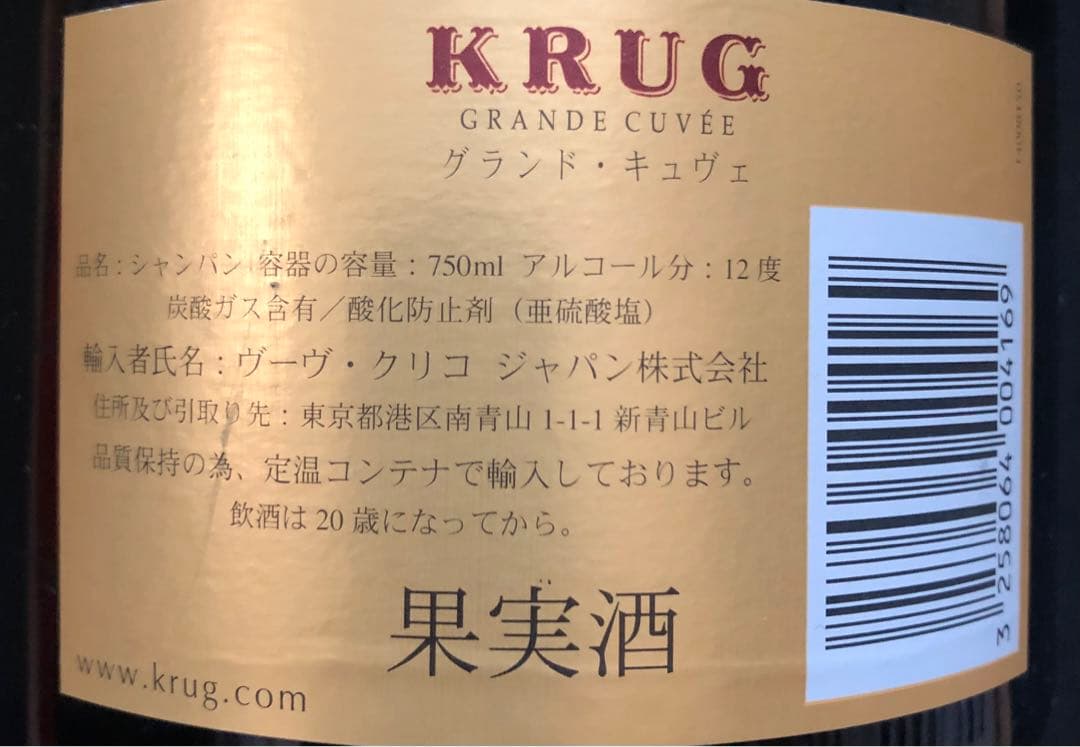 KRUG
GRANDE CUVÉE
グランド・キュヴェ
品名：シャンパン 容器の容量：750ml アルコール分：12度
炭酸ガス含有／酸化防止剤（亜硫酸塩）
輸入者氏名：ヴーヴ・クリコ ジャパン株式会社
住所及び引取り先：東京都港区南青山 1-1-1 新青山ビル
品質保持の為、定温コンテナで輸入しております。
飲酒は20歳になってから。
果実酒
www.krug.com
3 258064 004169